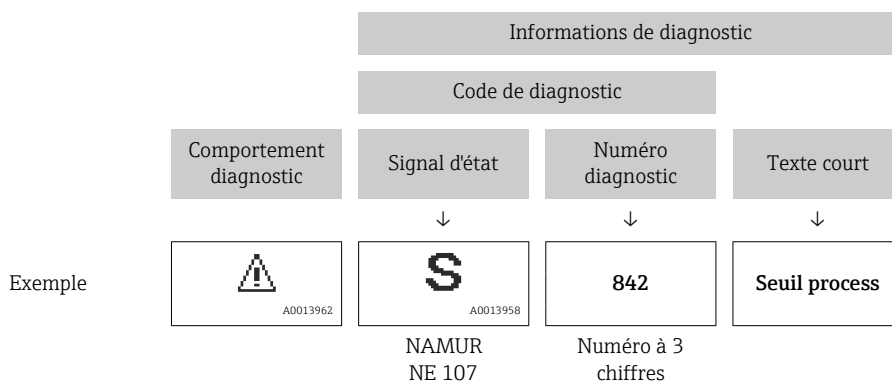 Informations de diagnostic
Code de diagnostic
Comportement
diagnostic
Signal d'état
Numéro
diagnostic
Texte court
↓ ↓ ↓
Exemple
A0013962
S
A0013958
842
Seuil process
NAMUR
NE 107
Numéro à 3
chiffres